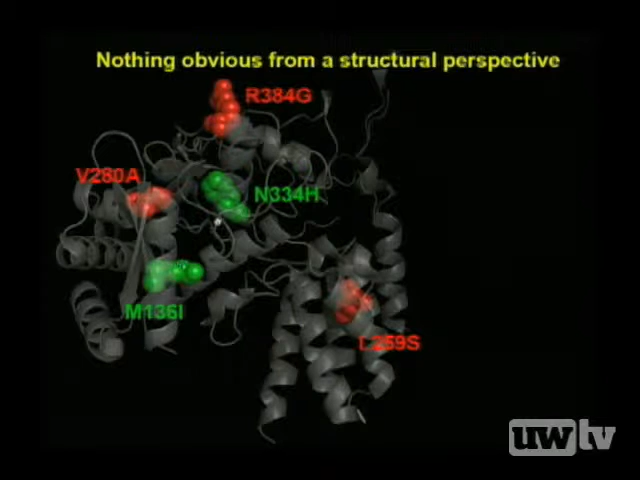 Nothing obvious from a structural perspective
R384G
V280A
N334H
M136I
L259S
uwtv